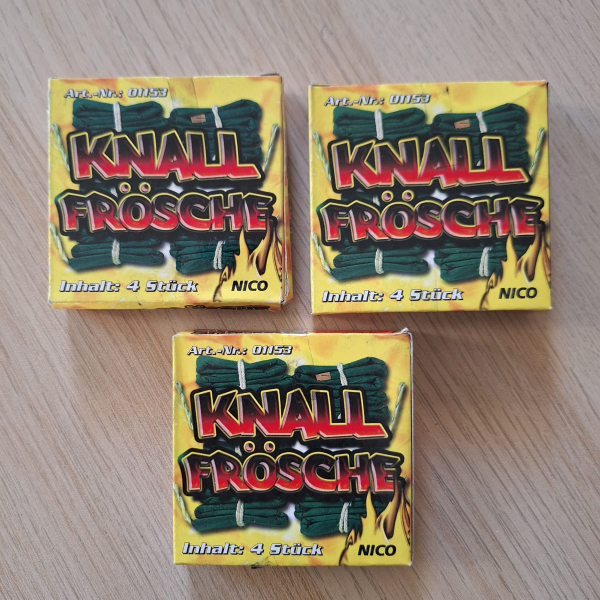 Art.-Nr.: 01153
KNALL
FRÖSCHE
Inhalt: 4 Stück
NICO
Art.-Nr.: 01153
KNALL
FRÖSCHE
Inhalt: 4 Stück
NICO
Art.-Nr.: 01153
KNALL
FRÖSCHE
Inhalt: 4 Stück
NICO